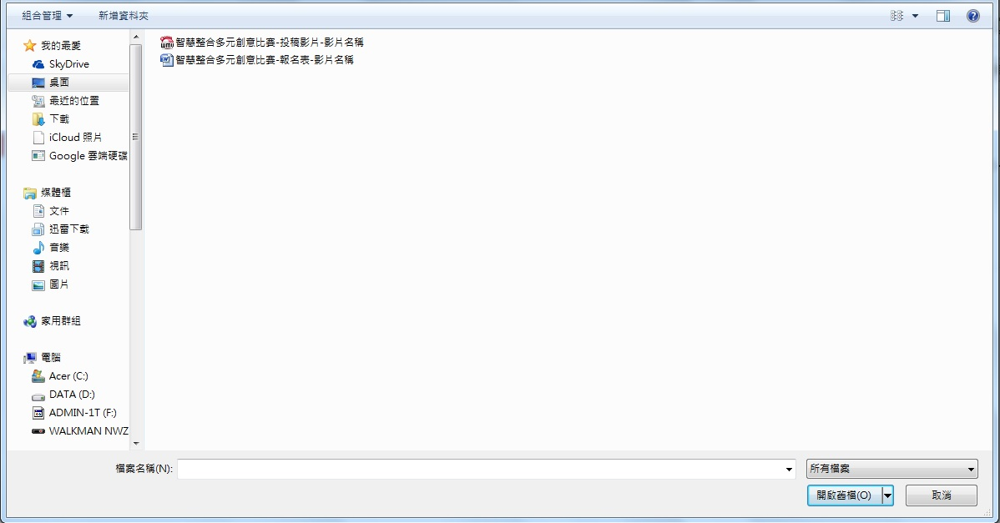 組合管理
新增資料夾
我的最愛
SkyDrive
桌面
最近的位置
下載
iCloud 照片
Google 雲端硬碟
媒體櫃
文件
迅雷下載
音樂
視訊
圖片
家用群組
電腦
Acer (C:)
DATA (D:)
ADMIN-1T (F:)
WALKMAN NWZ
智慧整合多元創意比賽-投稿影片-影片名稱
智慧整合多元創意比賽-報名表-影片名稱
檔案名稱(N):
所有檔案
開啟舊檔(O)
取消